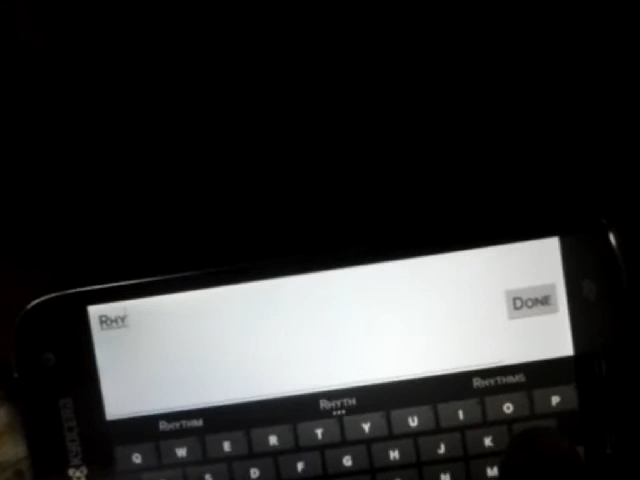 Rhy
Done
Rhythm Rhyth Rhythms
Q W E R T Y U I O P
S D F G H J K
N M
KYOCERA